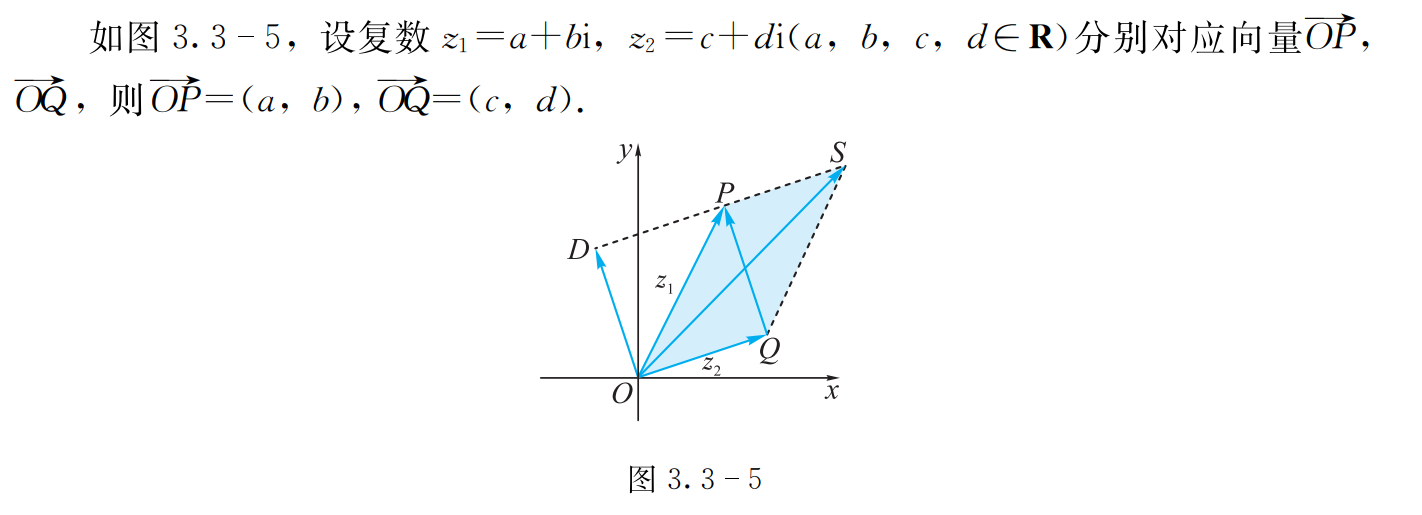 如图 3.3-5，设复数 z₁=a+bi，z₂=c+di(a，b，c，d∈R)分别对应向量$\overrightarrow{OP}$，
$\overrightarrow{OQ}$，则$\overrightarrow{OP}$=(a，b)，$\overrightarrow{OQ}$=(c，d).
y
S
P
D
z₁
Q
z₂
O
x
图 3.3-5